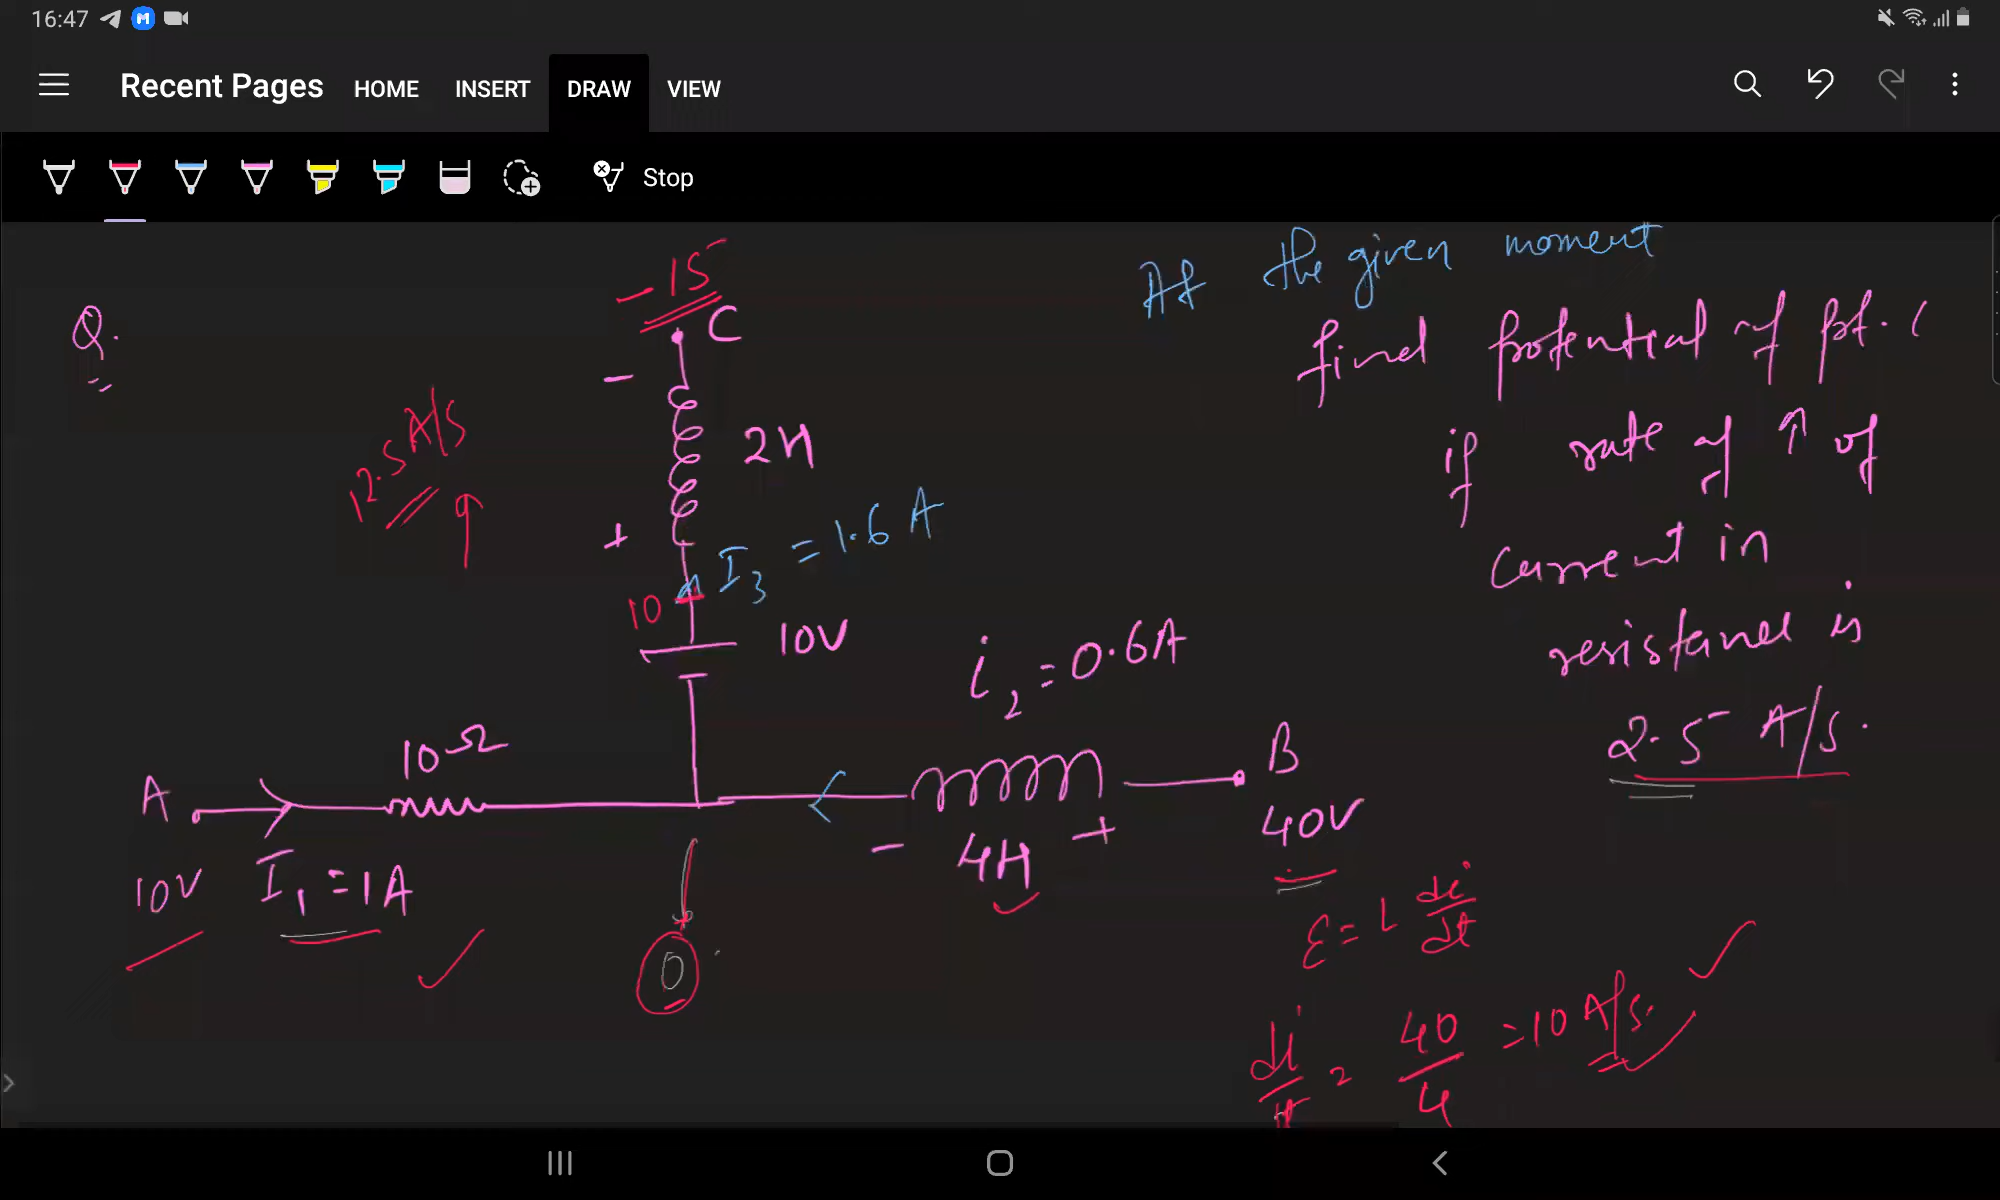 16:47
Recent Pages HOME INSERT DRAW VIEW
Stop
At the given moment
find potential of pt. C
if rate of ↑ of
current in
resistance is
2.5 A/s.
Q.
-15
C
-
2H
12.5 A/s
+
I₃ = 1.6 A
10
10V
i₂ = 0.6A
10Ω
A
B
40V
10V
I₁ = 1A
- 4H +
0
ε = L di/dt
di/dt = 40/4 = 10 A/s.